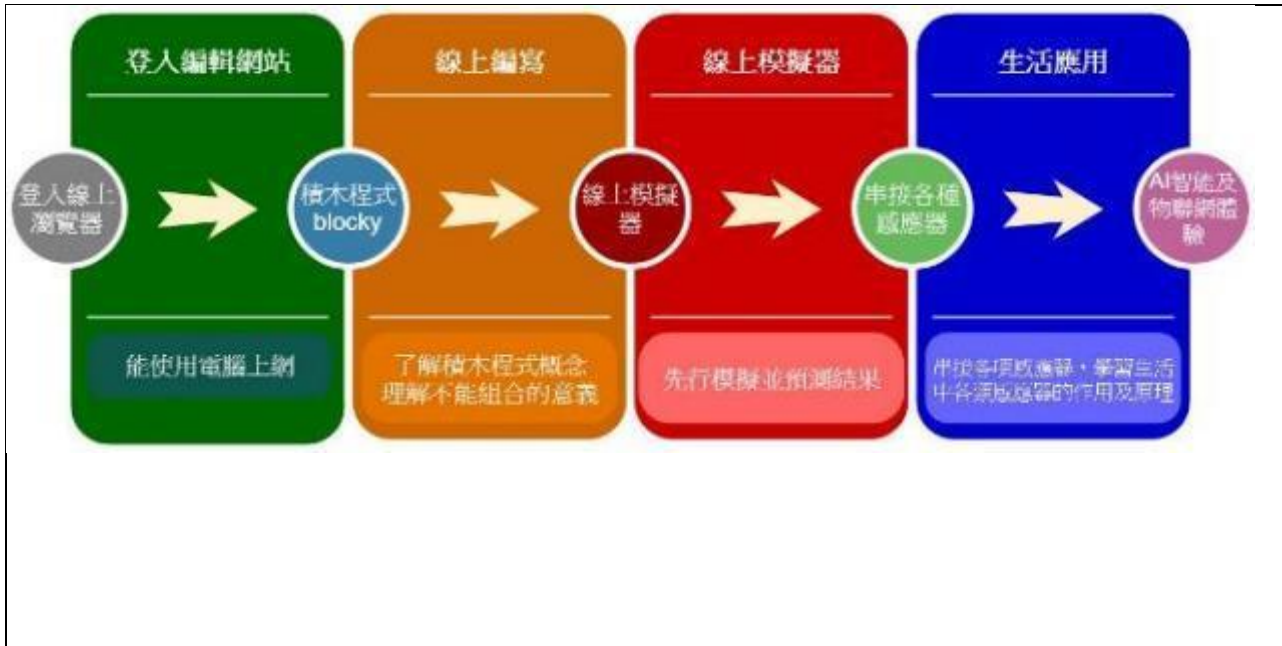 登入編輯網站
線上編寫
線上模擬器
生活應用
登入線上
瀏覽器
積木程式
blocky
線上模擬
器
串接各種
感應器
AI智能及
物聯網體
驗
能使用電腦上網
了解積木程式概念
理解不能組合的意義
先行模擬並預測結果
串接各項感應器，學習生活
中各類感應器的作用及原理